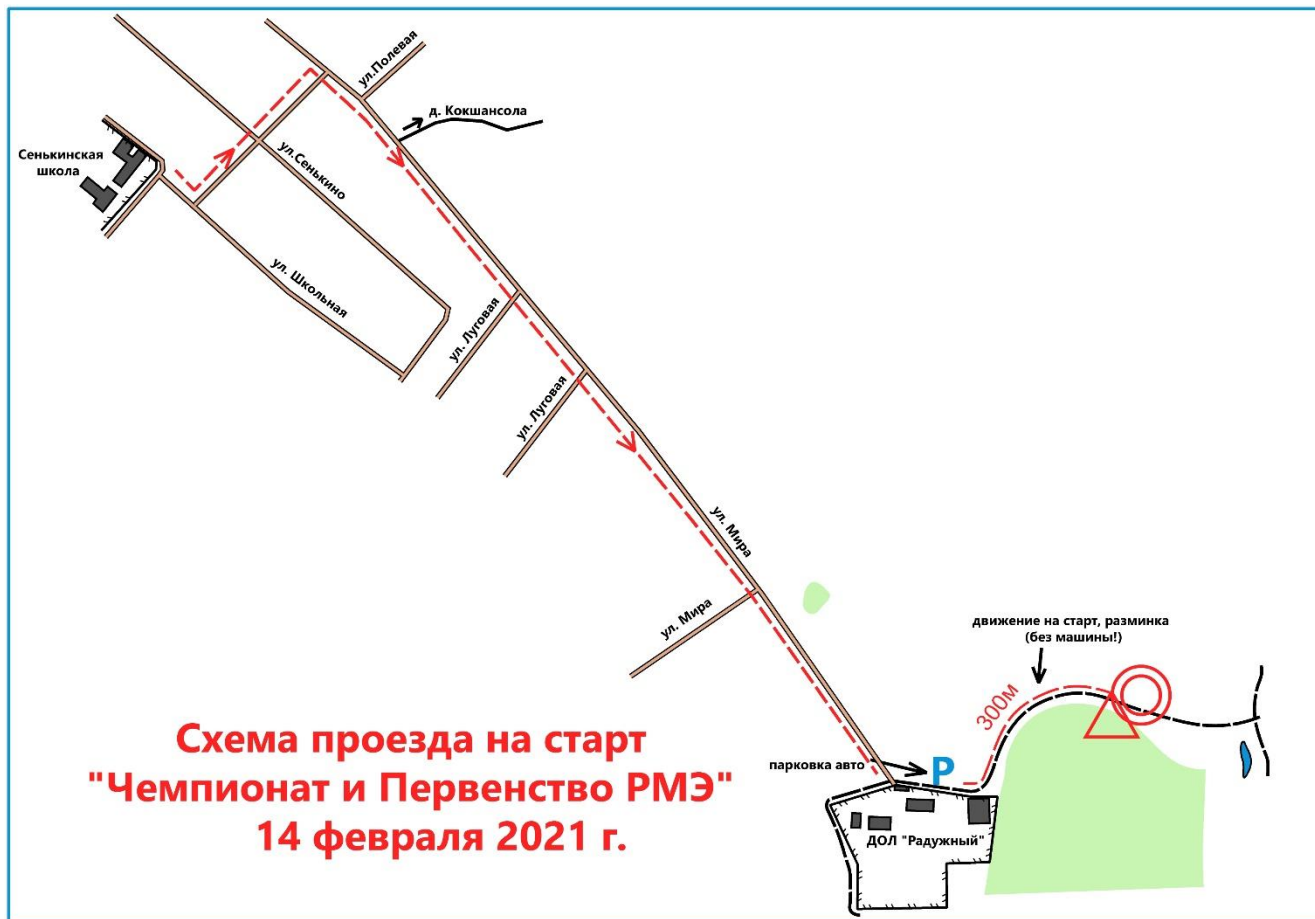 ул.Полевая
д. Кокшансола
Сенькинская
школа
ул.Сенькино
ул. Школьная
ул. Луговая
ул. Луговая
ул. Мира
ул. Мира
движение на старт, разминка
(без машины!)
300м
Схема проезда на старт
"Чемпионат и Первенство РМЭ"
14 февраля 2021 г.
парковка авто
P
ДОЛ "Радужный"